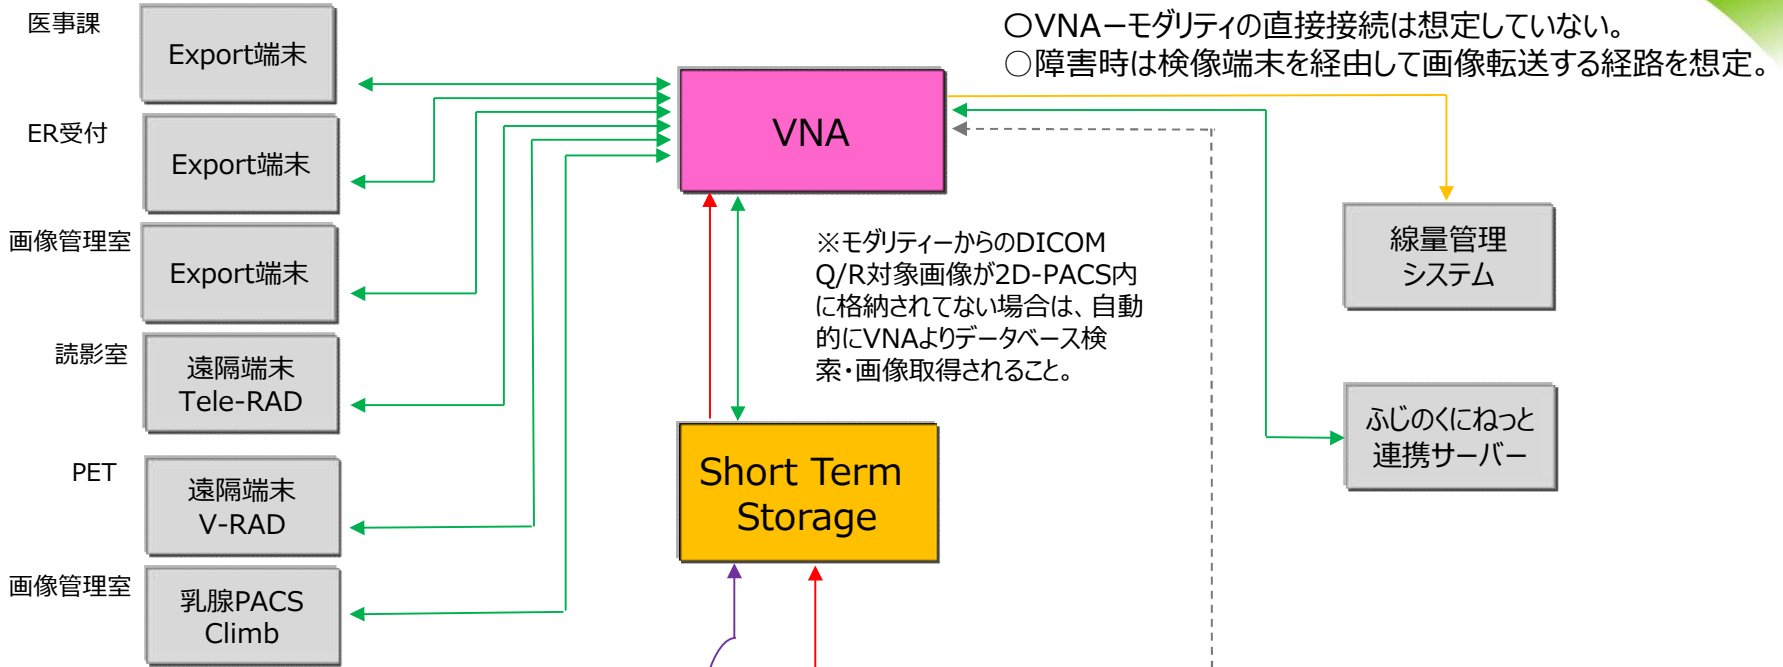 〇VNAーモダリティの直接接続は想定していない。
○障害時は検像端末を経由して画像転送する経路を想定。
医事課
Export端末
ER受付
Export端末
画像管理室
Export端末
読影室
遠隔端末
Tele-RAD
PET
遠隔端末
V-RAD
画像管理室
乳腺PACS
Climb
VNA
※モダリティーからのDICOM
Q/R対象画像が2D-PACS内
に格納されてない場合は、自動
的にVNAよりデータベース検
索・画像取得されること。
Short Term
Storage
線量管理
システム
ふじのくにねっと
連携サーバー